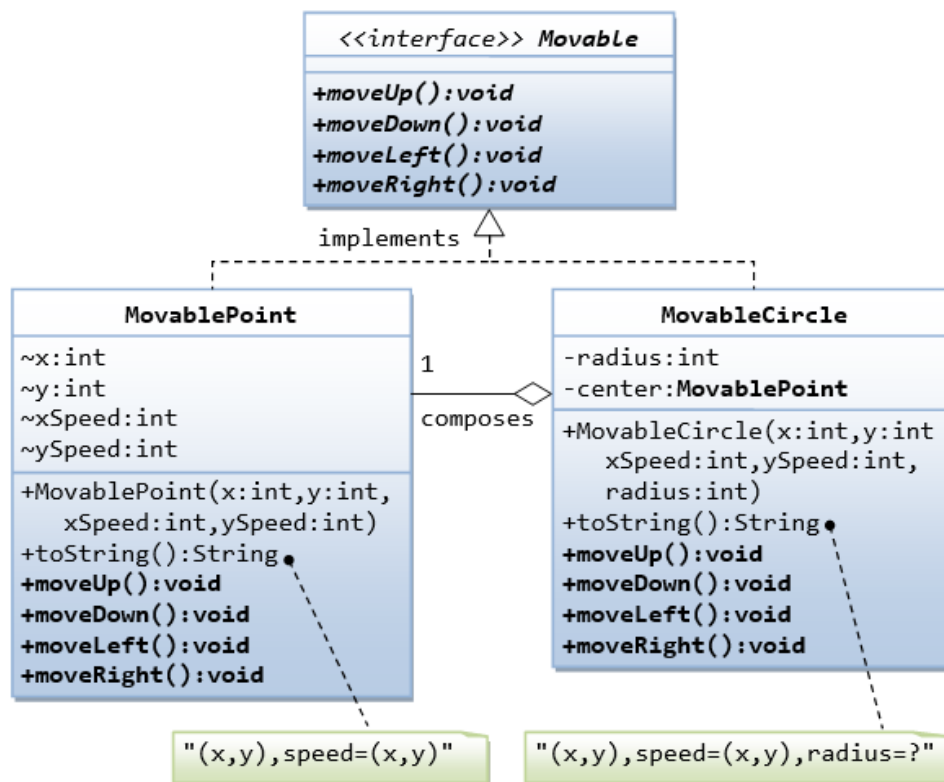 <<interface>> Movable
+moveUp():void
+moveDown():void
+moveLeft():void
+moveRight():void
implements
MovablePoint
~x:int
~y:int
~xSpeed:int
~ySpeed:int
+MovablePoint(x:int,y:int,
xSpeed:int,ySpeed:int)
+toString():String
+moveUp():void
+moveDown():void
+moveLeft():void
+moveRight():void
"(x,y),speed=(x,y)"
1
composes
MovableCircle
-radius:int
-center:MovablePoint
+MovableCircle(x:int,y:int
xSpeed:int,ySpeed:int,
radius:int)
+toString():String
+moveUp():void
+moveDown():void
+moveLeft():void
+moveRight():void
"(x,y),speed=(x,y),radius=?"